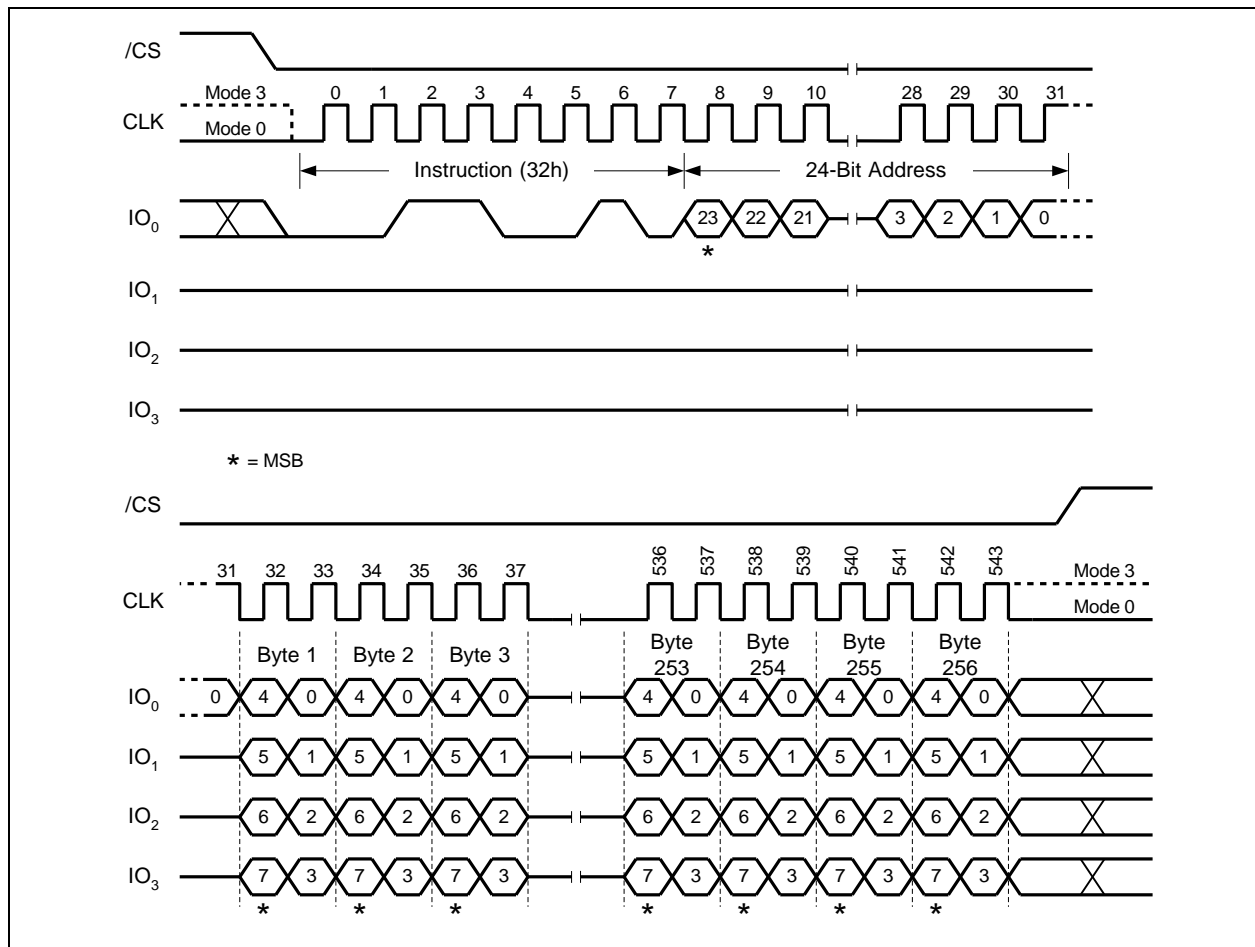 /CS
Mode 3 0 1 2 3 4 5 6 7 8 9 10 28 29 30 31
CLK
Mode 0
Instruction (32h) 24-Bit Address
IO0 23 22 21 3 2 1 0
*
IO1
IO2
IO3
* = MSB
/CS
31 32 33 34 35 36 37 536 537 538 539 540 541 542 543 Mode 3
CLK
Mode 0
Byte 1 Byte 2 Byte 3 Byte 253 Byte 254 Byte 255 Byte 256
IO0 0 4 0 4 0 4 0 4 0 4 0 4 0 4 0
IO1 5 1 5 1 5 1 5 1 5 1 5 1 5 1
IO2 6 2 6 2 6 2 6 2 6 2 6 2 6 2
IO3 7 3 7 3 7 3 7 3 7 3 7 3 7 3
* * * * * * *